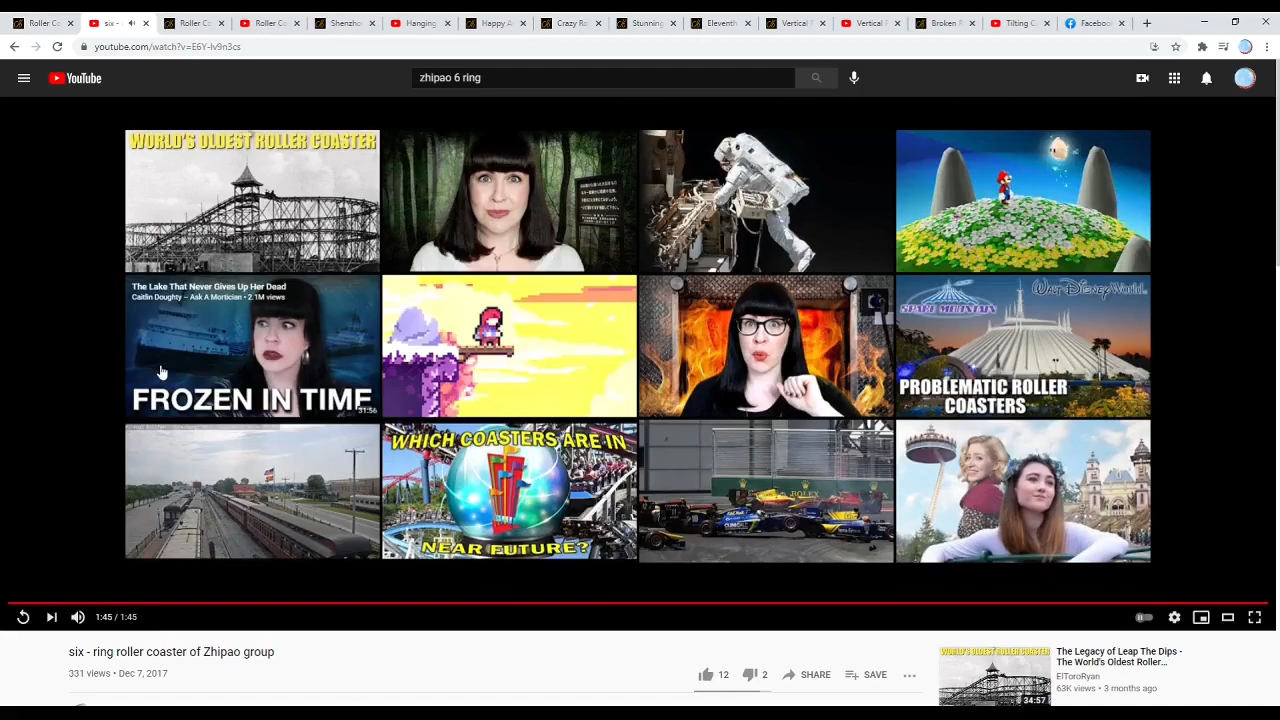 Roller Co
six -
Roller Co
Roller Co
Shenzho
Hanging
Happy A
Crazy Ro
Stunning
Eleventh
Vertical R
Vertical F
Broken R
Tilting C
Facebook
youtube.com/watch?v=E6Y-lv9n3cs
YouTube
zhipao 6 ring
WORLD'S OLDEST ROLLER COASTER
The Lake That Never Gives Up Her Dead
Caitlin Doughty – Ask A Mortician • 2.1M views
FROZEN IN TIME
31:56
SPACE MOUNTAIN
WALT DISNEY World.
PROBLEMATIC ROLLER
COASTERS
WHICH COASTERS ARE IN
NEAR FUTURE?
ROLEX
1:45 / 1:45
six - ring roller coaster of Zhipao group
331 views • Dec 7, 2017
12
2
SHARE
SAVE
WORLD'S OLDEST ROLLER COASTER
34:57
The Legacy of Leap The Dips -
The World's Oldest Roller...
ElToroRyan
63K views • 3 months ago